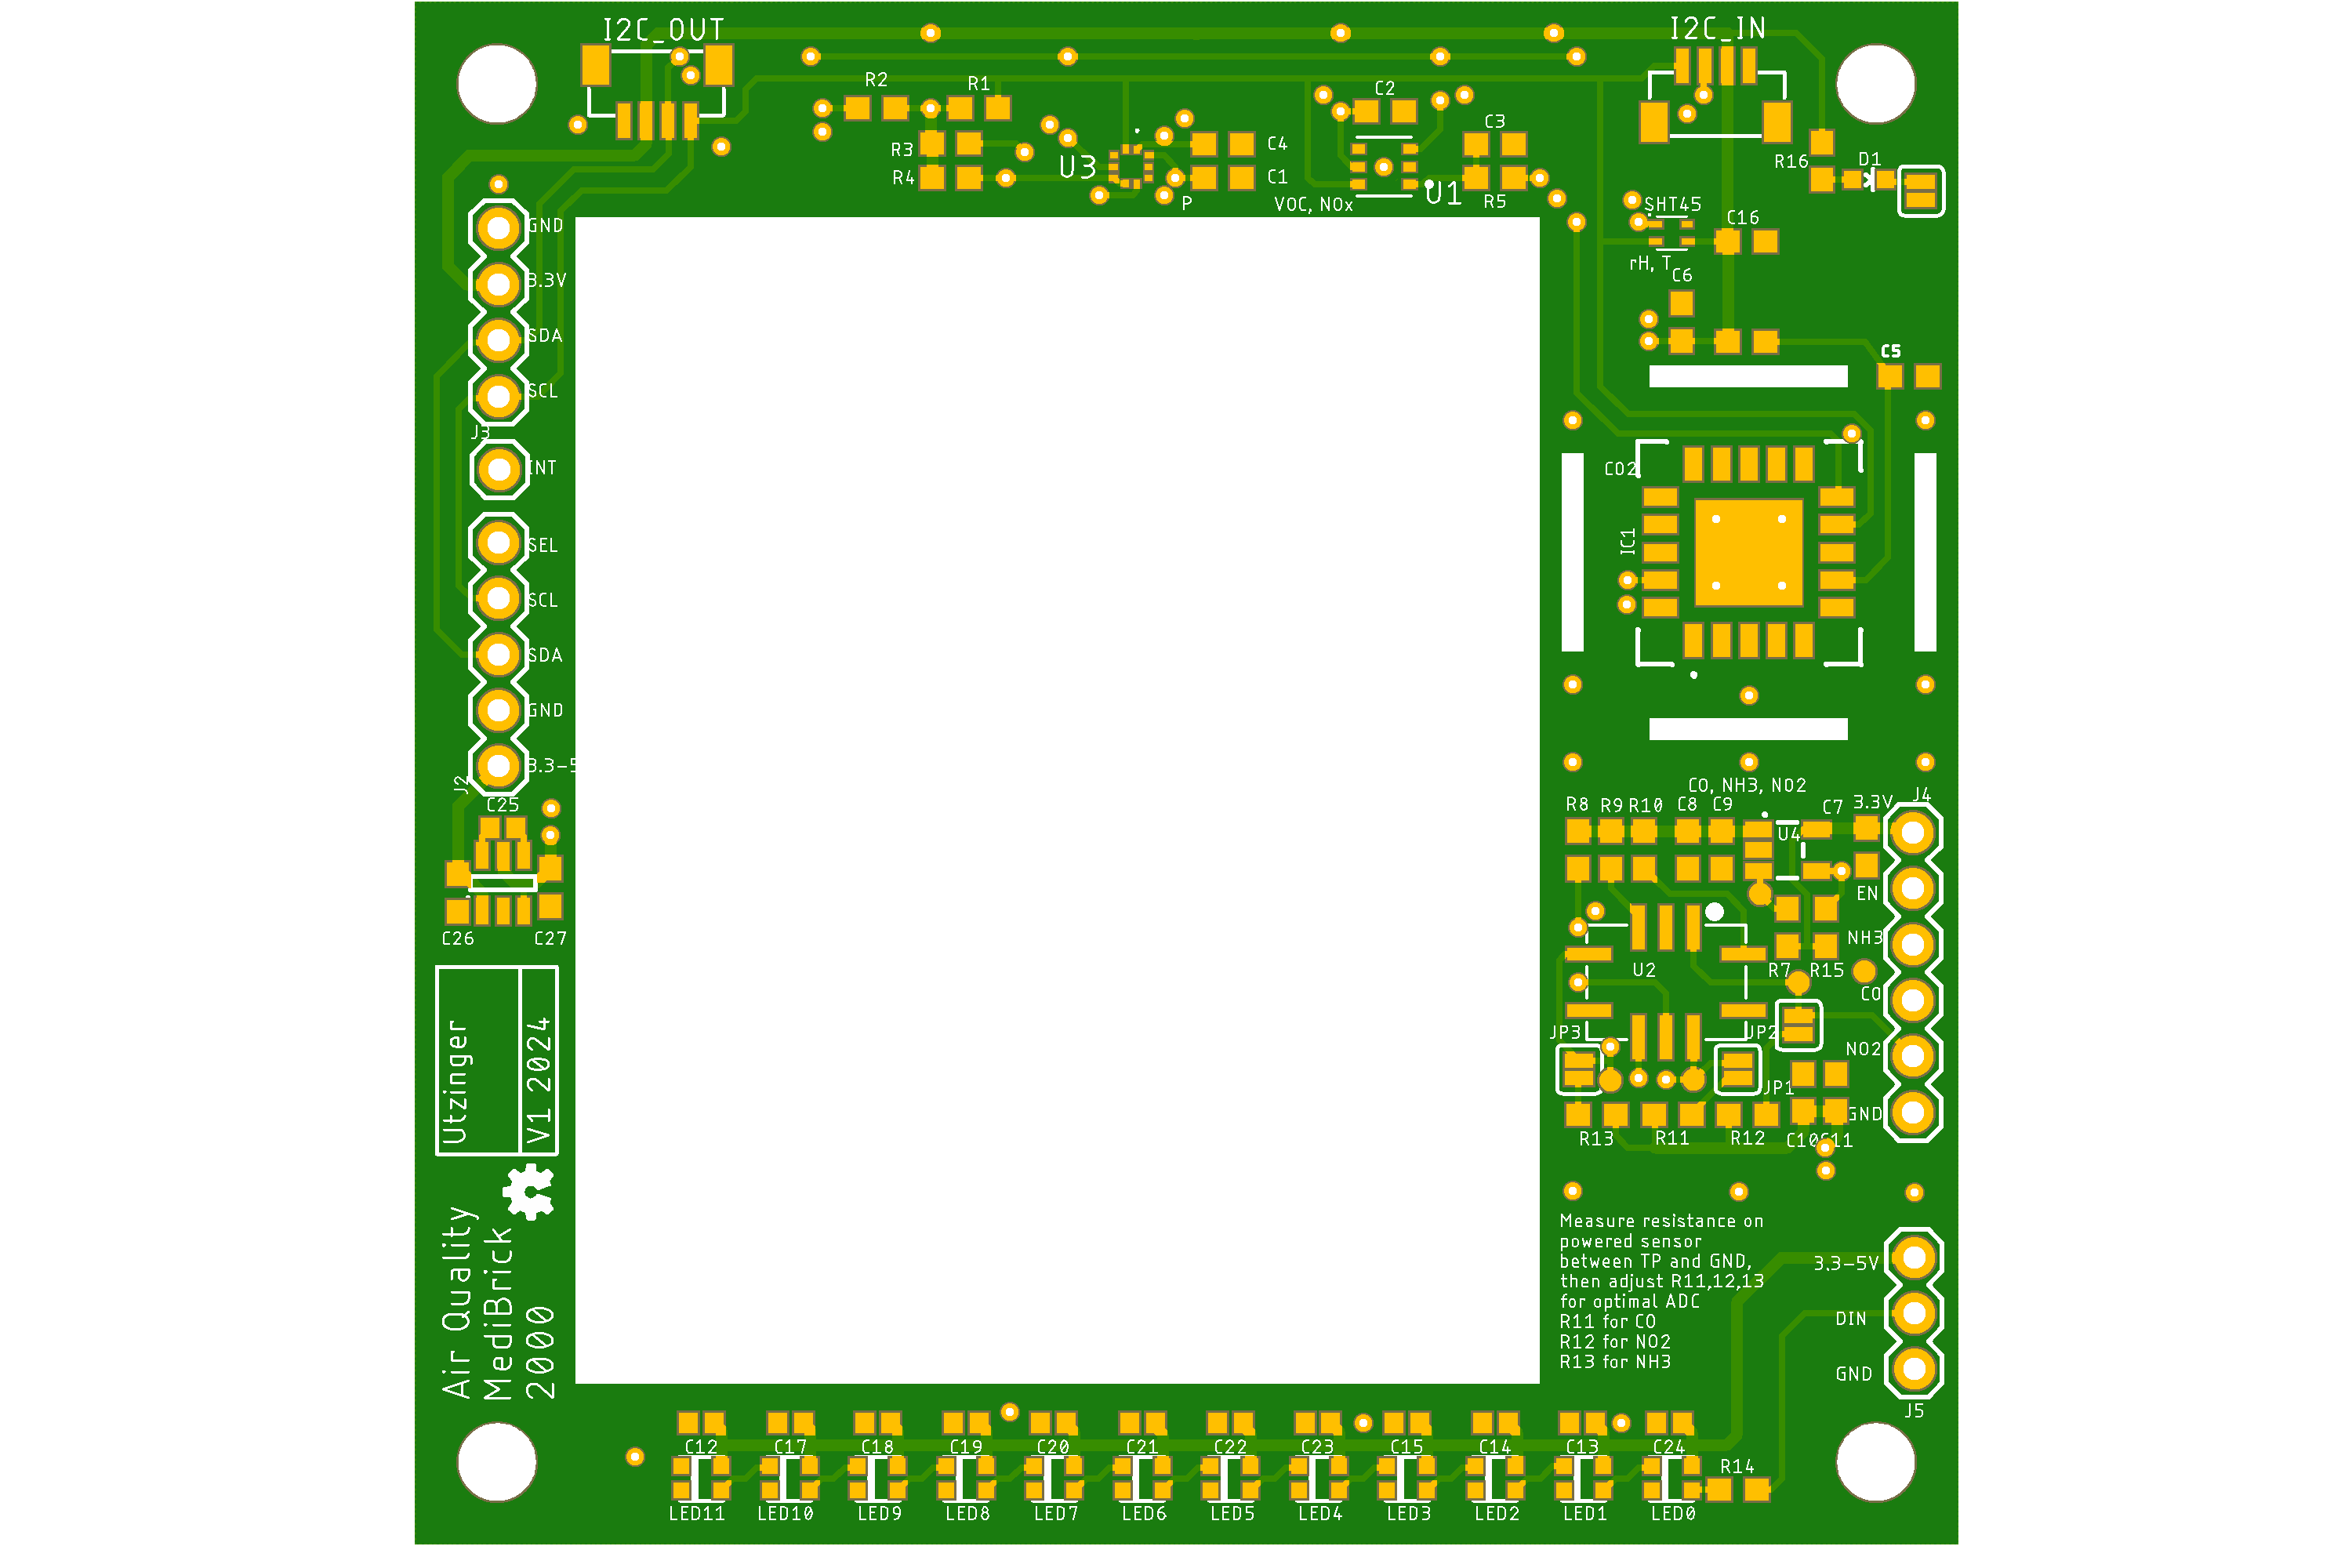 I2C_OUT
I2C_IN
R2
R1
C2
C3
R3
R4
U3
C4
C1
P
VOC, NOx
U1
R5
R16
D1
SHT45
C16
rH, T
C6
C5
GND
3.3V
SDA
SCL
J3
INT
SEL
SCL
SDA
GND
3.3-5
J2
C25
C26
C27
CO2
IC1
CO, NH3, NO2
R8
R9
R10
C8
C9
U4
C7
3.3V
J4
EN
NH3
CO
NO2
GND
U2
R7
R15
JP3
JP2
JP1
R13
R11
R12
C10
C11
Utzinger
V1 2024
Air Quality
MediBrick
2000
Measure resistance on
powered sensor
between TP and GND,
then adjust R11,12,13
for optimal ADC
R11 for CO
R12 for NO2
R13 for NH3
3.3-5V
DIN
GND
J5
C12
C17
C18
C19
C20
C21
C22
C23
C15
C14
C13
C24
R14
LED11
LED10
LED9
LED8
LED7
LED6
LED5
LED4
LED3
LED2
LED1
LED0